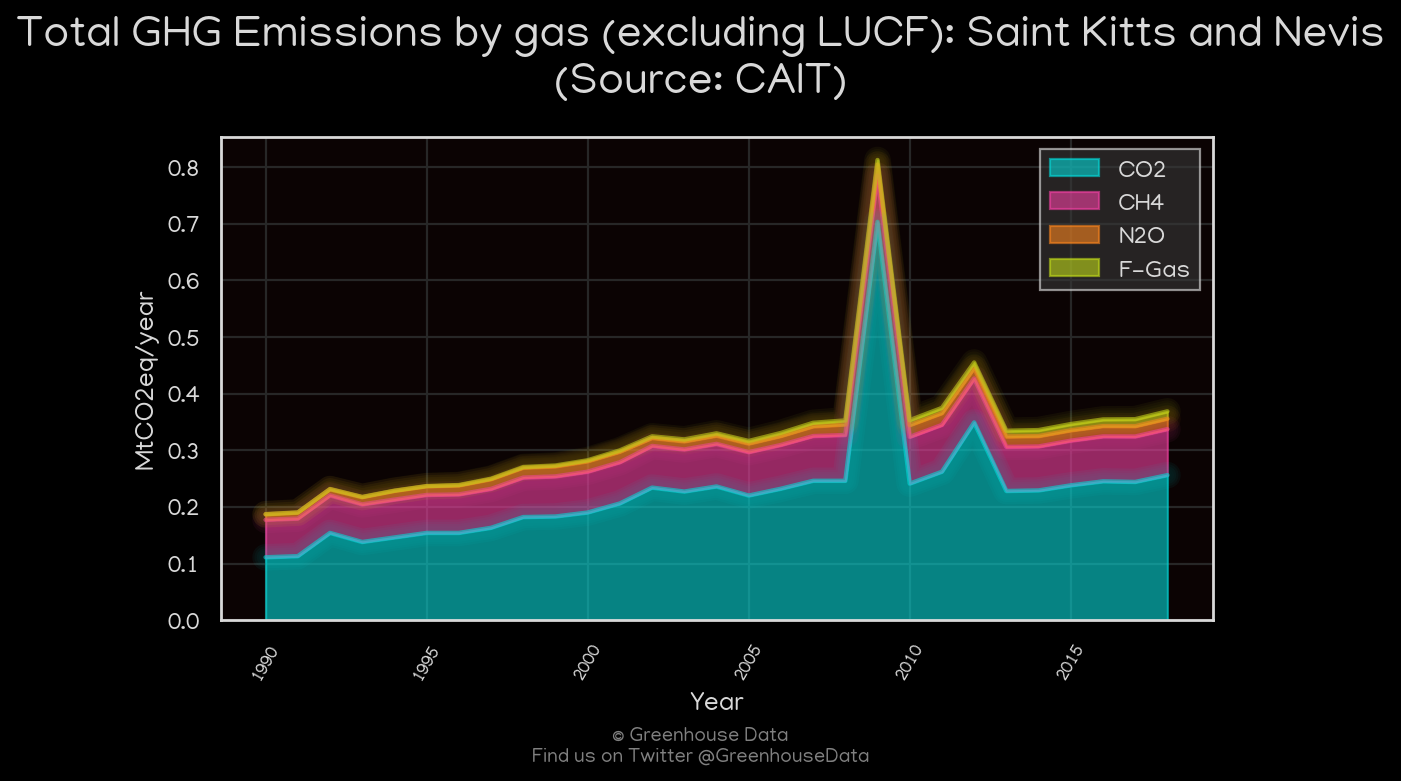 Total GHG Emissions by gas (excluding LUCF): Saint Kitts and Nevis
(Source: CAIT)
CO2
CH4
N2O
F-Gas
MtCO2eq/year
0.8
0.7
0.6
0.5
0.4
0.3
0.2
0.1
0.0
1990
1995
2000
2005
2010
2015
Year
© Greenhouse Data
Find us on Twitter @GreenhouseData